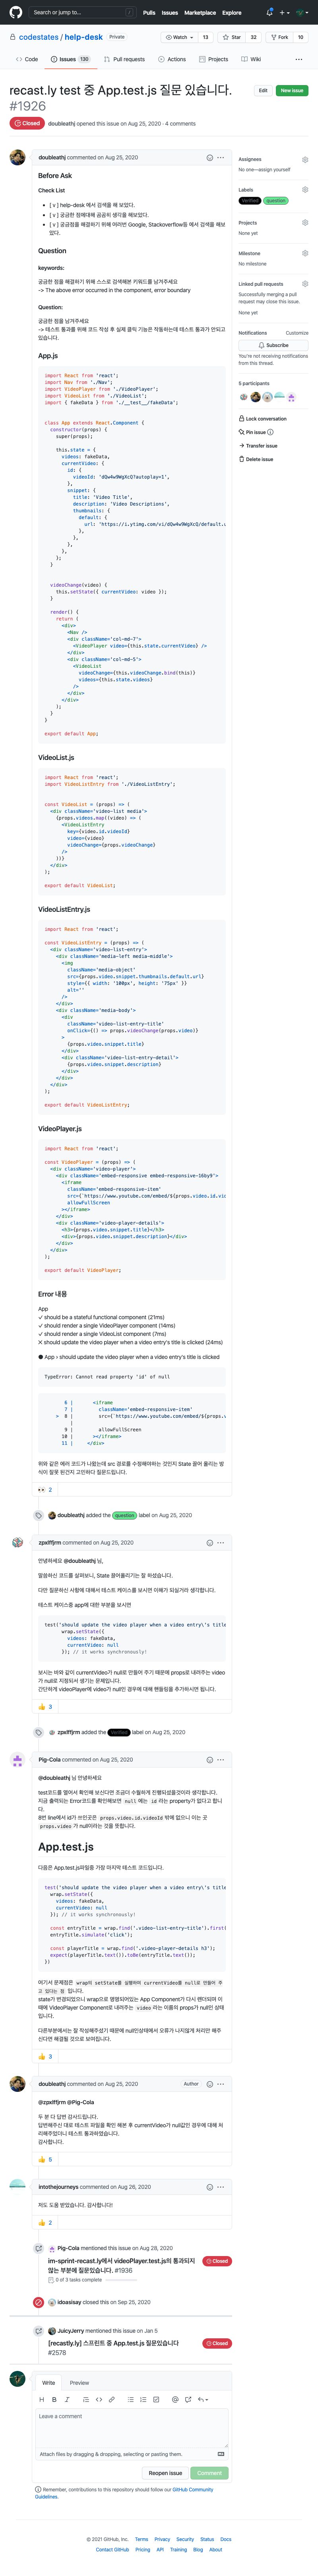 Search or jump to...
/
Pulls Issues Marketplace Explore
codestates / help-desk Private
Watch 13 Star 32 Fork 10
Code Issues 130 Pull requests Actions Projects Wiki
recast.ly test 중 App.test.js 질문 있습니다.
#1926
Edit New issue
Closed doubleathj opened this issue on Aug 25, 2020 · 4 comments
doubleathj commented on Aug 25, 2020
Before Ask
Check List
[ v ] help-desk 에서 검색을 해 보았다.
[ v ] 궁금한 점에대해 곰곰히 생각을 해보았다.
[ v ] 궁금점을 해결하기 위해 여러번 Google, Stackoverflow등 에서 검색을 해보
았다.
Question
keywords:
궁금한 점을 해결하기 위해 스스로 검색해본 키워드를 남겨주세요
-> The above error occurred in the component, error boundary
Question:
궁금한 점을 남겨주세요
-> 테스트 통과를 위해 코드 작성 후 실제 클릭 기능은 작동하는데 테스트 통과가 안되고
있습니다.
App.js
import React from 'react';
import Nav from './Nav';
import VideoPlayer from './VideoPlayer';
import VideoList from './VideoList';
import { fakeData } from './__test__/fakeData';
class App extends React.Component {
constructor(props) {
super(props);
this.state = {
videos: fakeData,
currentVideo: {
id: {
videoId: 'dQw4w9WgXcQ?autoplay=1',
},
snippet: {
title: 'Video Title',
description: 'Video Descriptions',
thumbnails: {
default: {
url: 'https://i.ytimg.com/vi/dQw4w9WgXcQ/default.
},
},
},
},
};
}
videoChange(video) {
this.setState({ currentVideo: video });
}
render() {
return (
<div>
<Nav />
<div className='col-md-7'>
<VideoPlayer video={this.state.currentVideo} />
</div>
<div className='col-md-5'>
<VideoList
videoChange={this.videoChange.bind(this)}
videos={this.state.videos}
/>
</div>
</div>
);
}
}
export default App;
VideoList.js
import React from 'react';
import VideoListEntry from './VideoListEntry';
const VideoList = (props) => (
<div className='video-list media'>
{props.videos.map((video) => (
<VideoListEntry
key={video.id.videoId}
video={video}
videoChange={props.videoChange}
/>
))}
</div>
);
export default VideoList;
VideoListEntry.js
import React from 'react';
const VideoListEntry = (props) => (
<div className='video-list-entry'>
<div className='media-left media-middle'>
<img
className='media-object'
src={props.video.snippet.thumbnails.default.url}
style={{ width: '100px', height: '75px' }}
alt=''
/>
</div>
<div className='media-body'>
<div
className='video-list-entry-title'
onClick={() => props.videoChange(props.video)}
>
{props.video.snippet.title}
</div>
<div className='video-list-entry-detail'>
{props.video.snippet.description}
</div>
</div>
</div>
);
export default VideoListEntry;
VideoPlayer.js
import React from 'react';
const VideoPlayer = (props) => (
<div className='video-player'>
<div className='embed-responsive embed-responsive-16by9'>
<iframe
className='embed-responsive-item'
src={`https://www.youtube.com/embed/${props.video.id.vid
allowFullScreen
></iframe>
</div>
<div className='video-player-details'>
<h3>{props.video.snippet.title}</h3>
<div>{props.video.snippet.description}</div>
</div>
</div>
);
export default VideoPlayer;
Error 내용
App
✓ should be a stateful functional component (21ms)
✓ should render a single VideoPlayer component (14ms)
✓ should render a single VideoList component (7ms)
✕ should update the video player when a video entry's title is clicked (24ms)
● App › should update the video player when a video entry's title is clicked
TypeError: Cannot read property 'id' of null
6 | <iframe
7 | className='embed-responsive-item'
> 8 | src={`https://www.youtube.com/embed/${props.v
|
9 | allowFullScreen
10 | ></iframe>
11 | </div>
위와 같은 에러 코드가 나왔는데 src 경로를 수정해야하는 것인지 State 끌어 올리는 방
식이 잘못 된건지 고민하다 질문드립니다.
👀 2
doubleathj added the question label on Aug 25, 2020
zpxlffjrm commented on Aug 25, 2020
안녕하세요 @doubleathj 님,
말씀하신 코드를 살펴보니, State 끌어올리기는 잘 하셨습니다.
다만 질문하신 사항에 대해서 테스트 케이스를 보시면 이해가 되실거라 생각합니다.
테스트 케이스중 app에 대한 부분을 보시면
test('should update the video player when a video entry\'s title
wrap.setState({
videos: fakeData,
currentVideo: null
}); // it works synchronously!
보시는 바와 같이 currentVideo가 null로 만들어 주기 때문에 props로 내려주는 video
가 null로 지정되서 생기는 문제입니다.
간단하게 videoPlayer에 video가 null인 경우에 대해 핸들링을 추가하시면 됩니다.
👍 3
zpxlffjrm added the Verified label on Aug 25, 2020
Pig-Cola commented on Aug 25, 2020
@doubleathj 님 안녕하세요
test코드를 열어서 확인해 보신다면 조금더 수월하게 진행되셨을것이라 생각합니다.
지금 출력되는 Error코드를 확인해보면 null 에는 id 라는 property가 없다고 합니
다.
8번 line에서 id가 쓰인곳은 props.video.id.videoId 밖에 없으니 이는 곳
props.video 가 null이라는 것을 뜻합니다.
App.test.js
다음은 App.test.js파일중 가장 마지막 테스트 코드입니다.
test('should update the video player when a video entry\'s title
wrap.setState({
videos: fakeData,
currentVideo: null
}); // it works synchronously!
const entryTitle = wrap.find('.video-list-entry-title').first(
entryTitle.simulate('click');
const playerTitle = wrap.find('.video-player-details h3');
expect(playerTitle.text()).toBe(entryTitle.text());
})
여기서 문제점은 wrap의 setState를 실행하며 currentVideo를 null로 만들어 주
고 있다는 점 입니다.
state가 변경되었으니 wrap으로 명명되어있는 App Component가 다시 렌더되며 이
때에 VideoPlayer Component로 내려주는 video 라는 이름의 props가 null인 상태
입니다.
다른부분에서는 잘 작성해주셨기 때문에 null인상태에서 오류가 나지않게 처리만 해주
신다면 해결될 것으로 보여집니다.
👍 3
doubleathj commented on Aug 25, 2020 Author
@zpxlffjrm @Pig-Cola
두 분 다 답변 감사드립니다.
답변해주신 대로 테스트 파일를 확인 해본 후 currentVideo가 null값인 경우에 대해 처
리해주었더니 테스트 통과하였습니다.
감사합니다.
👍 6
intothejourneys commented on Aug 26, 2020
저도 도움 받았습니다. 감사합니다!
👍 2
Pig-Cola mentioned this issue on Aug 28, 2020
im-sprint-recast.ly에서 videoPlayer.test.js의 통과되지
않는 부분에 질문있습니다. #1936
Closed
0 of 3 tasks complete
idoasisay closed this on Sep 25, 2020
JuicyJerry mentioned this issue on Jan 5
[recastly.ly] 스프린트 중 App.test.js 질문있습니다
#2578
Closed
Write Preview
Leave a comment
Attach files by dragging & dropping, selecting or pasting them.
Reopen issue Comment
Remember, contributions to this repository should follow our GitHub Community
Guidelines.
Assignees
No one—assign yourself
Labels
Verified question
Projects
None yet
Milestone
No milestone
Linked pull requests
Successfully merging a pull
request may close this issue.
None yet
Notifications Customize
Subscribe
You're not receiving notifications
from this thread.
5 participants
Lock conversation
Pin issue
Transfer issue
Delete issue
© 2021 GitHub, Inc. Terms Privacy Security Status Docs
Contact GitHub Pricing API Training Blog About